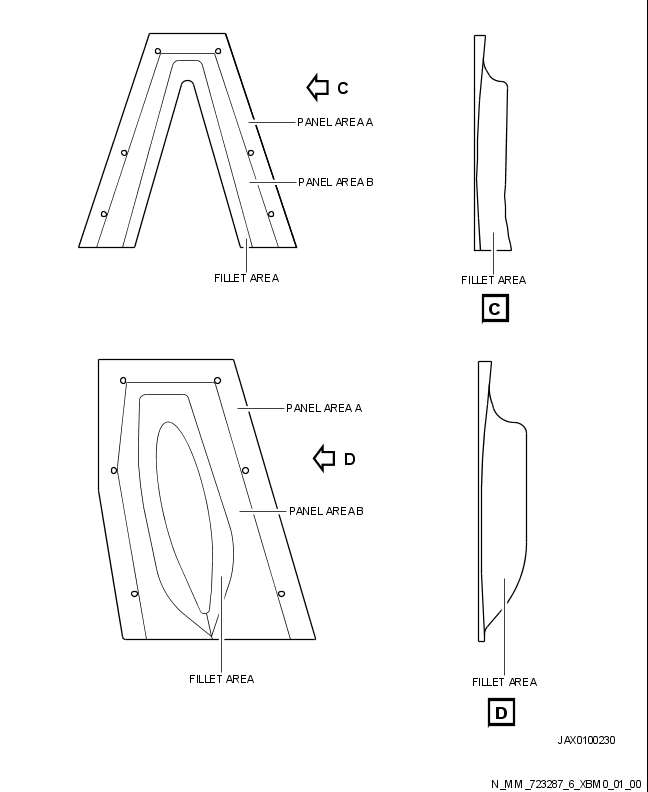 C
PANEL AREA A
PANEL AREA B
FILLET AREA
FILLET AREA
C
PANEL AREA A
D
PANEL AREA B
FILLET AREA
FILLET AREA
D
JAX0100230
N_MM_723287_6_XBM0_01_00